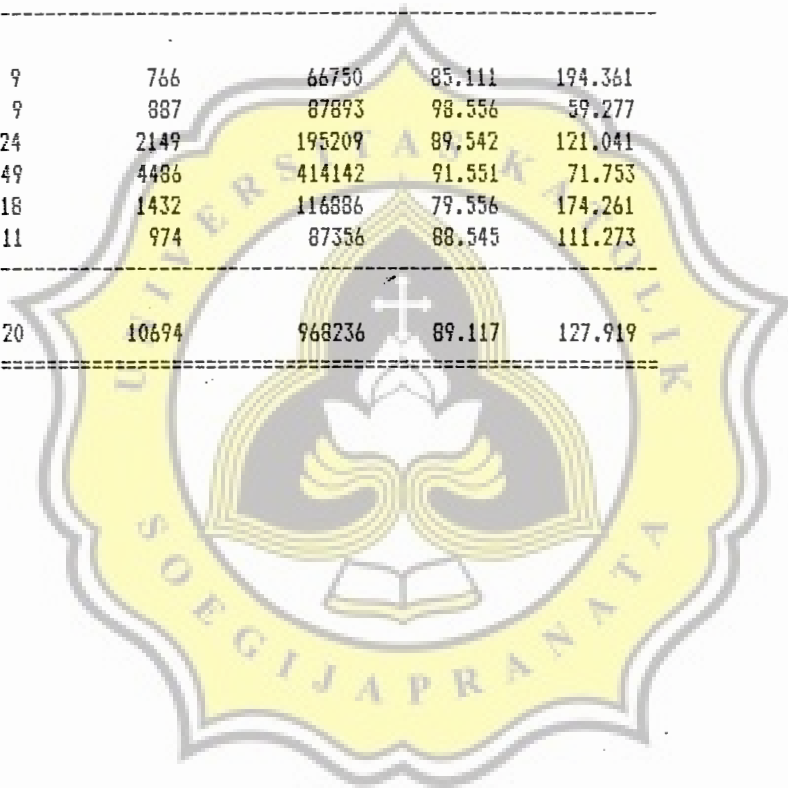 9 766 66750 85.111 194.361
9 887 87893 98.556 59.277
24 2149 195209 89.542 121.041
49 4486 414142 91.551 71.753
18 1432 116886 79.556 174.261
11 974 87356 88.545 111.273
20 10694 968236 89.117 127.919
UNIVERSITAS KATOLIK
SOEGIJAPRANATA